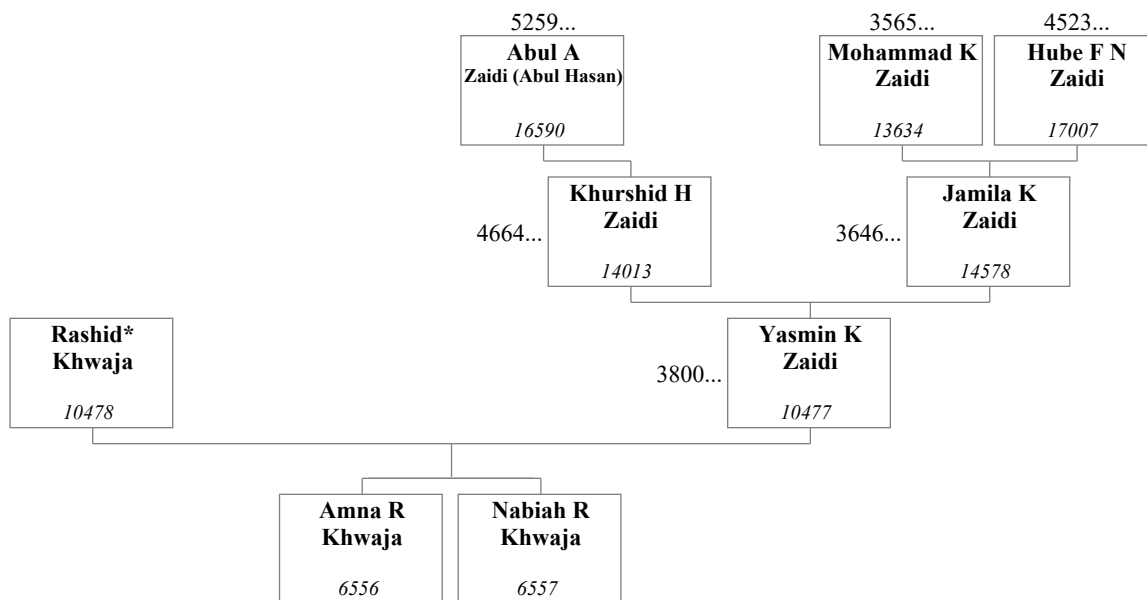 5259...
3565...
4523...
Abul A
Zaidi (Abul Hasan)
16590
Mohammad K
Zaidi
13634
Hube F N
Zaidi
17007
4664...
Khurshid H
Zaidi
14013
3646...
Jamila K
Zaidi
14578
Rashid*
Khwaja
10478
3800...
Yasmin K
Zaidi
10477
Amna R
Khwaja
6556
Nabiah R
Khwaja
6557